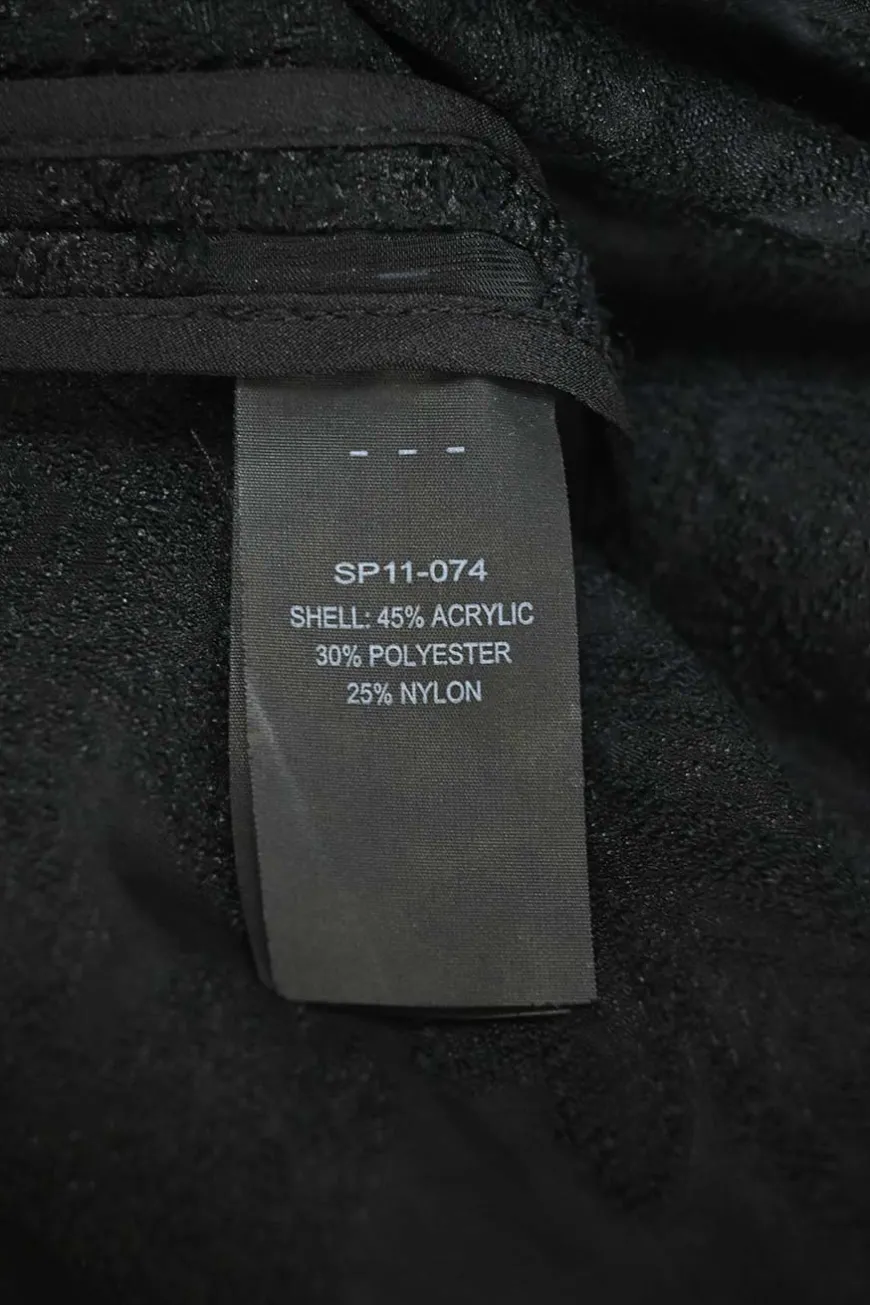 - - -
SP11-074
SHELL: 45% ACRYLIC
30% POLYESTER
25% NYLON